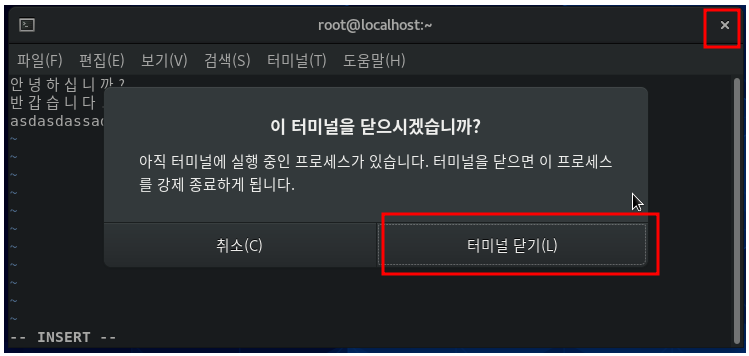 root@localhost:~
×
파일(F) 편집(E) 보기(V) 검색(S) 터미널(T) 도움말(H)
안녕하십니까?
반갑습니다.
asdasdassad
이 터미널을 닫으시겠습니까?
아직 터미널에 실행 중인 프로세스가 있습니다. 터미널을 닫으면 이 프로세스
를 강제 종료하게 됩니다.
취소(C) 터미널 닫기(L)
~
~
~
~
~
~
~
~
~
~
~
-- INSERT --